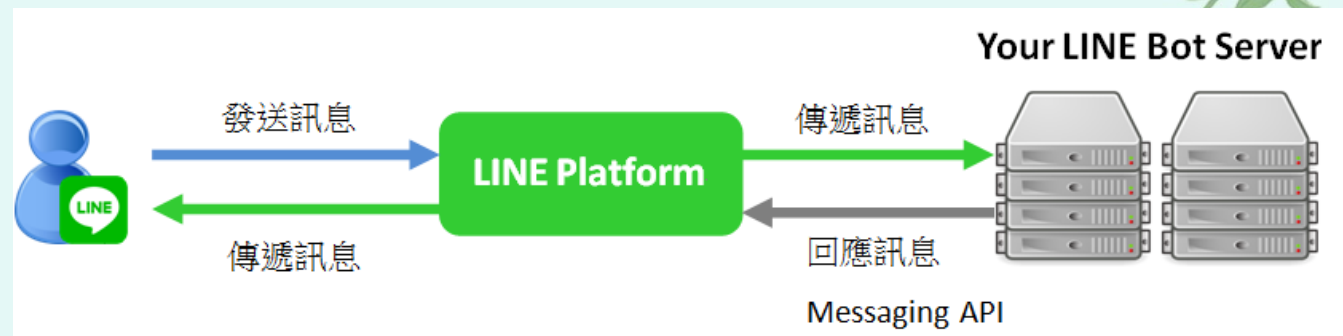 Your LINE Bot Server
發送訊息
傳遞訊息
LINE Platform
LINE
傳遞訊息
回應訊息
Messaging API